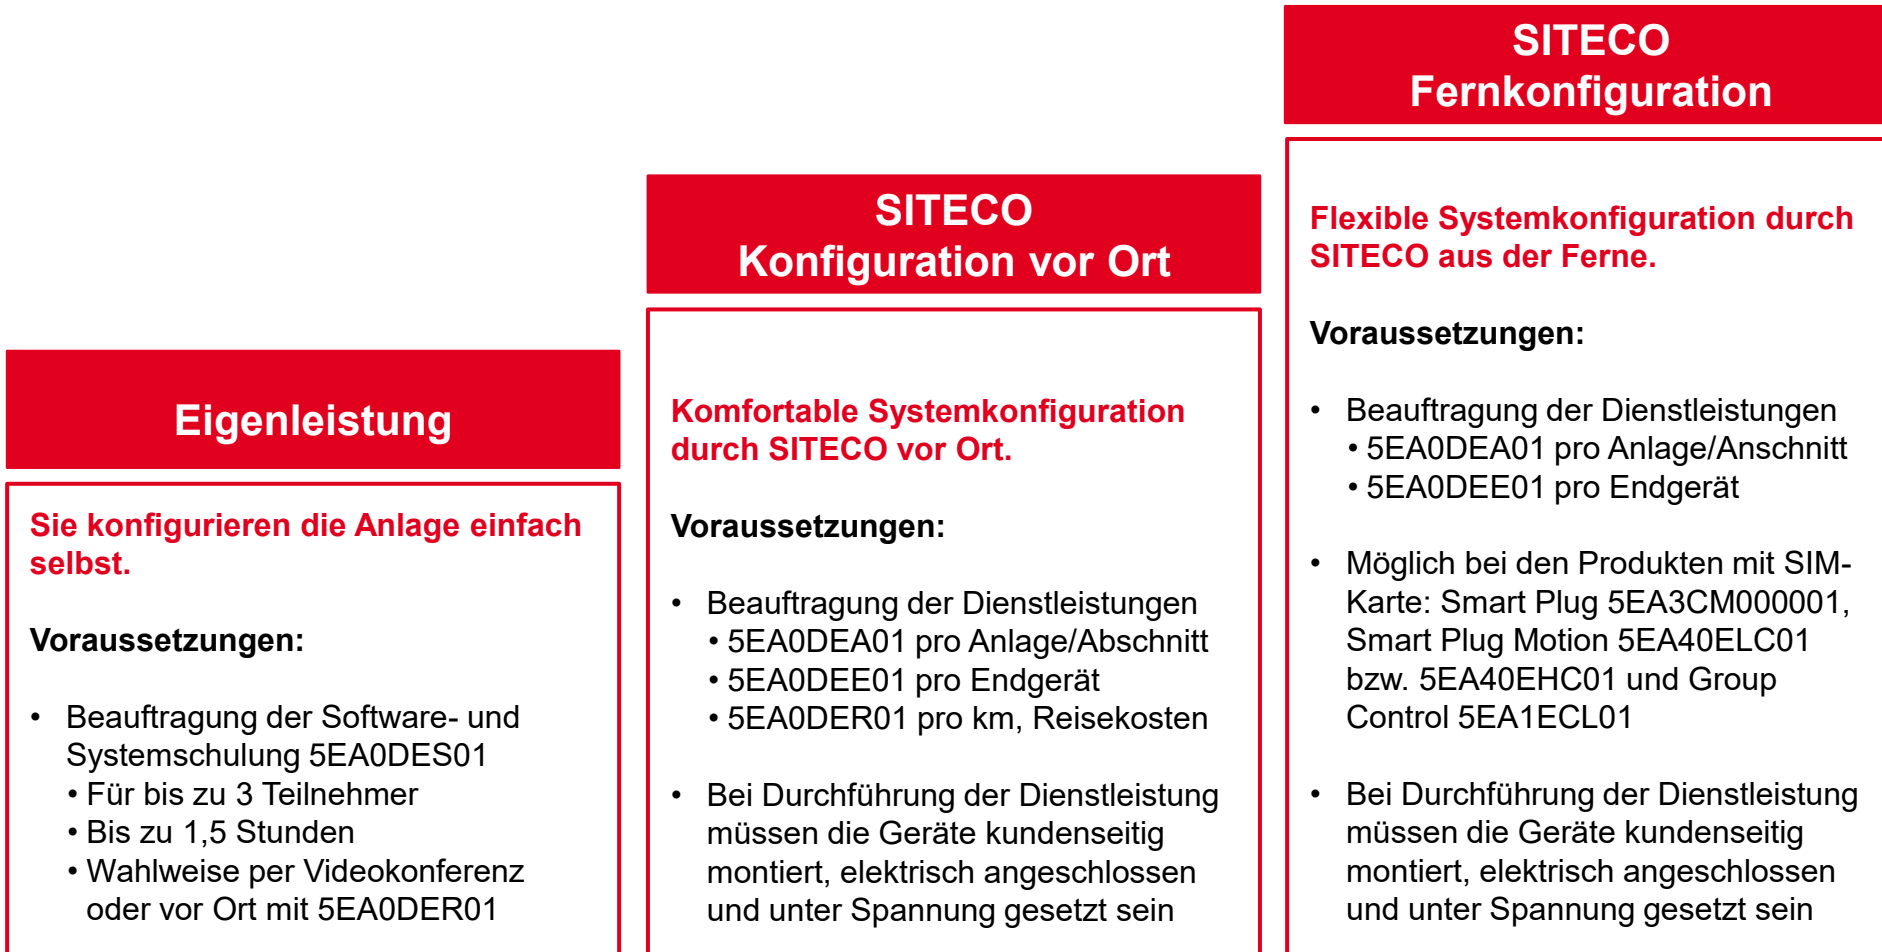 Eigenleistung
Sie konfigurieren die Anlage einfach
selbst.
Voraussetzungen:
• Beauftragung der Software- und
Systemschulung 5EA0DES01
• Für bis zu 3 Teilnehmer
• Bis zu 1,5 Stunden
• Wahlweise per Videokonferenz
oder vor Ort mit 5EA0DER01
SITECO
Konfiguration vor Ort
Komfortable Systemkonfiguration
durch SITECO vor Ort.
Voraussetzungen:
• Beauftragung der Dienstleistungen
• 5EA0DEA01 pro Anlage/Abschnitt
• 5EA0DEE01 pro Endgerät
• 5EA0DER01 pro km, Reisekosten
• Bei Durchführung der Dienstleistung
müssen die Geräte kundenseitig
montiert, elektrisch angeschlossen
und unter Spannung gesetzt sein
SITECO
Fernkonfiguration
Flexible Systemkonfiguration durch
SITECO aus der Ferne.
Voraussetzungen:
• Beauftragung der Dienstleistungen
• 5EA0DEA01 pro Anlage/Anschnitt
• 5EA0DEE01 pro Endgerät
• Möglich bei den Produkten mit SIM-
Karte: Smart Plug 5EA3CM000001,
Smart Plug Motion 5EA40ELC01
bzw. 5EA40EHC01 und Group
Control 5EA1ECL01
• Bei Durchführung der Dienstleistung
müssen die Geräte kundenseitig
montiert, elektrisch angeschlossen
und unter Spannung gesetzt sein